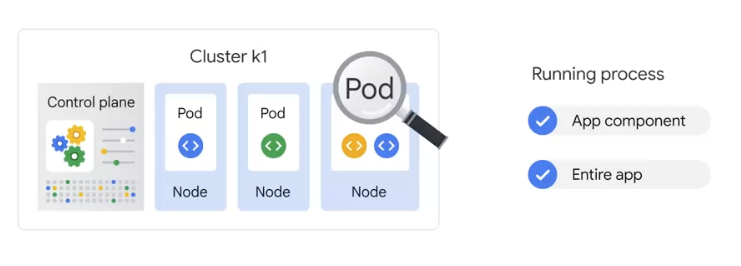 Cluster k1
Control plane
Pod
Node
Pod
Node
Pod
Node
Running process
App component
Entire app